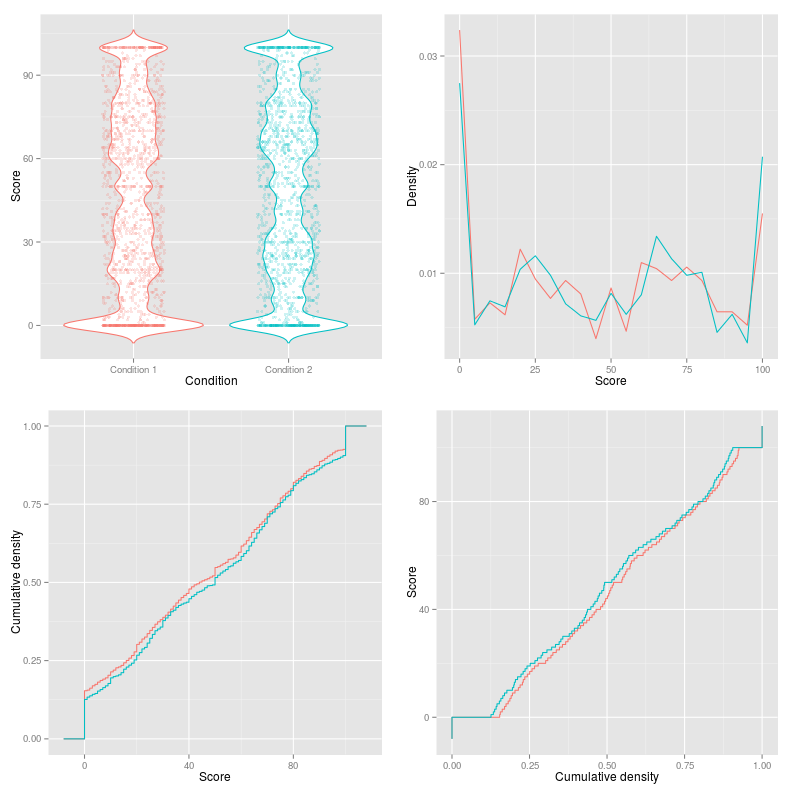 Score
90
60
30
0
Condition 1
Condition 2
Condition
Density
0.03
0.02
0.01
0
25
50
75
100
Score
Cumulative density
1.00
0.75
0.50
0.25
0.00
0
40
80
Score
Score
80
40
0
0.00
0.25
0.50
0.75
1.00
Cumulative density